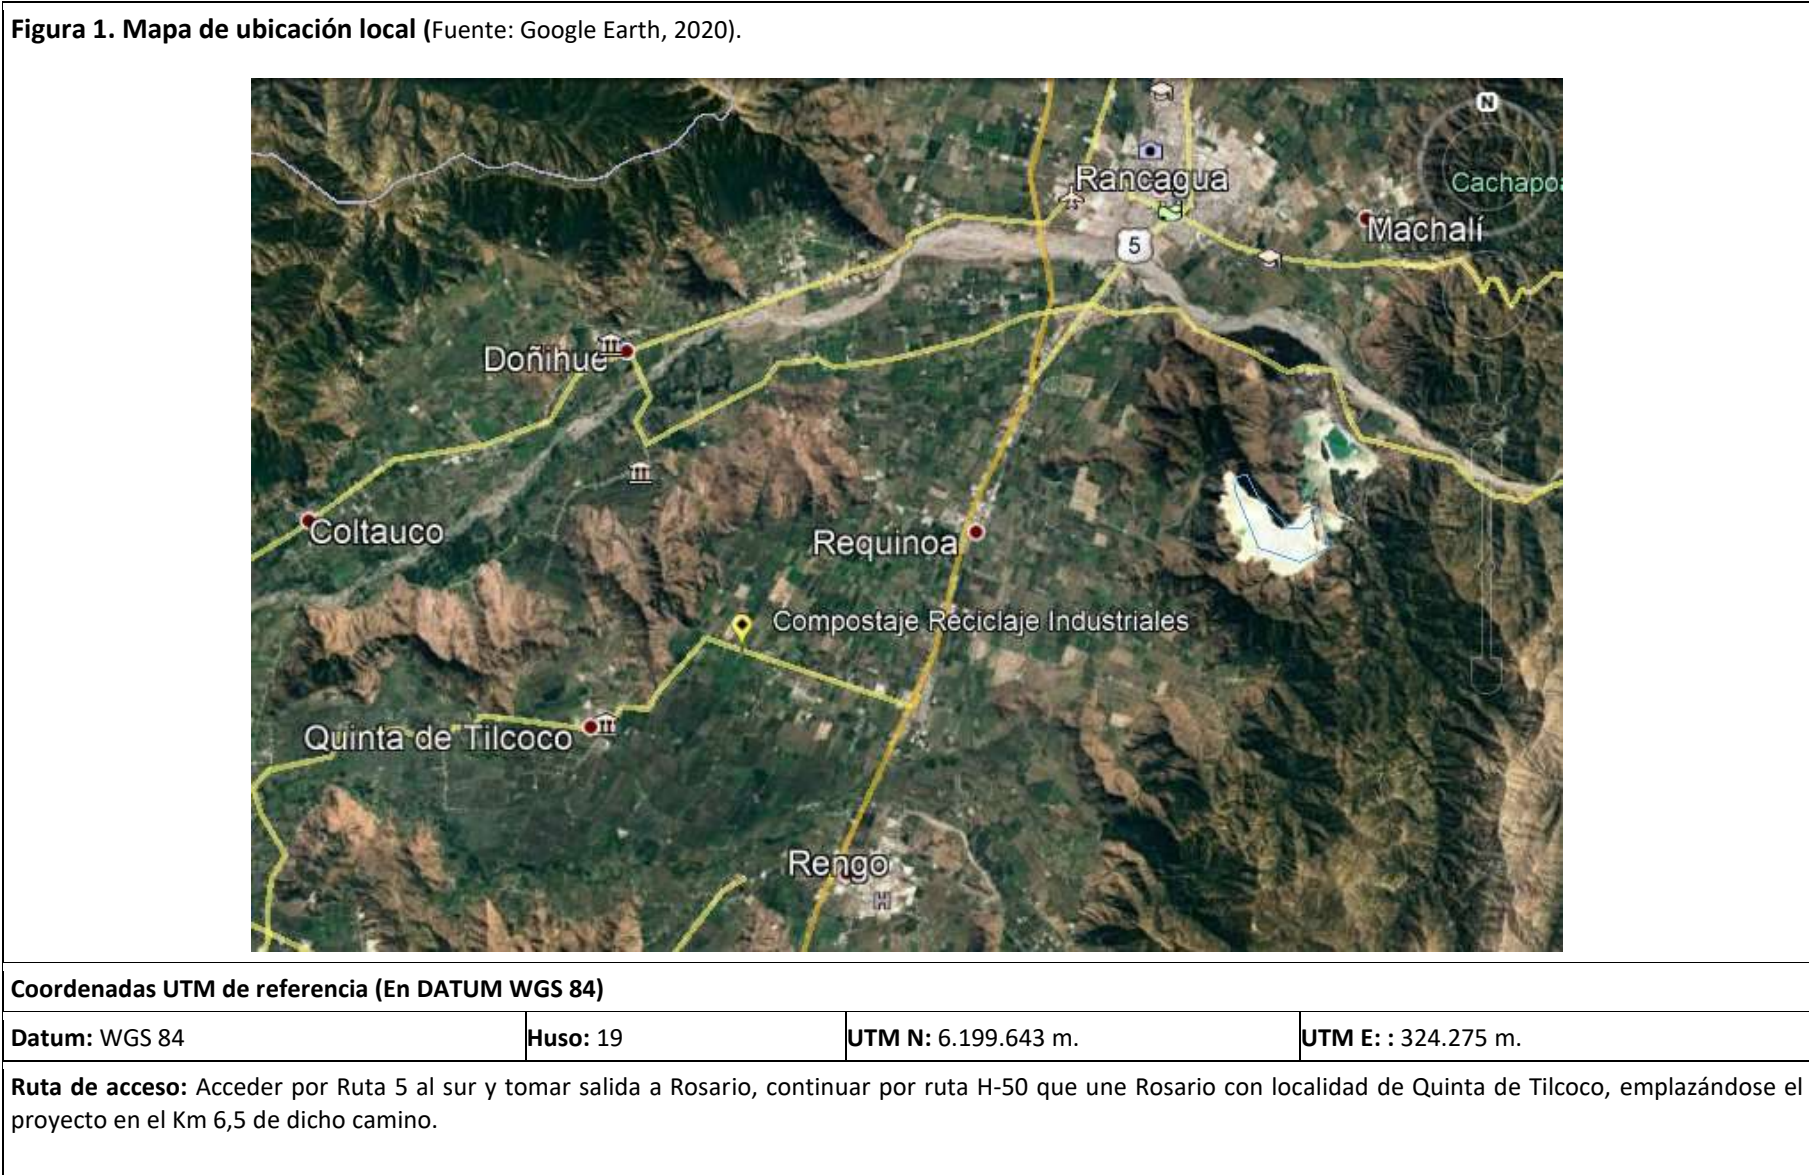 Figura 1. Mapa de ubicación local (Fuente: Google Earth, 2020).
N
Rancagua
Cachapo
Machalí
5
Doñihue
Coltauco
Requinoa
Compostaje Reciclaje Industriales
Quinta de Tilcoco
Rengo
H
Coordenadas UTM de referencia (En DATUM WGS 84)
Datum: WGS 84
Huso: 19
UTM N: 6.199.643 m.
UTM E: : 324.275 m.
Ruta de acceso: Acceder por Ruta 5 al sur y tomar salida a Rosario, continuar por ruta H-50 que une Rosario con localidad de Quinta de Tilcoco, emplazándose el
proyecto en el Km 6,5 de dicho camino.